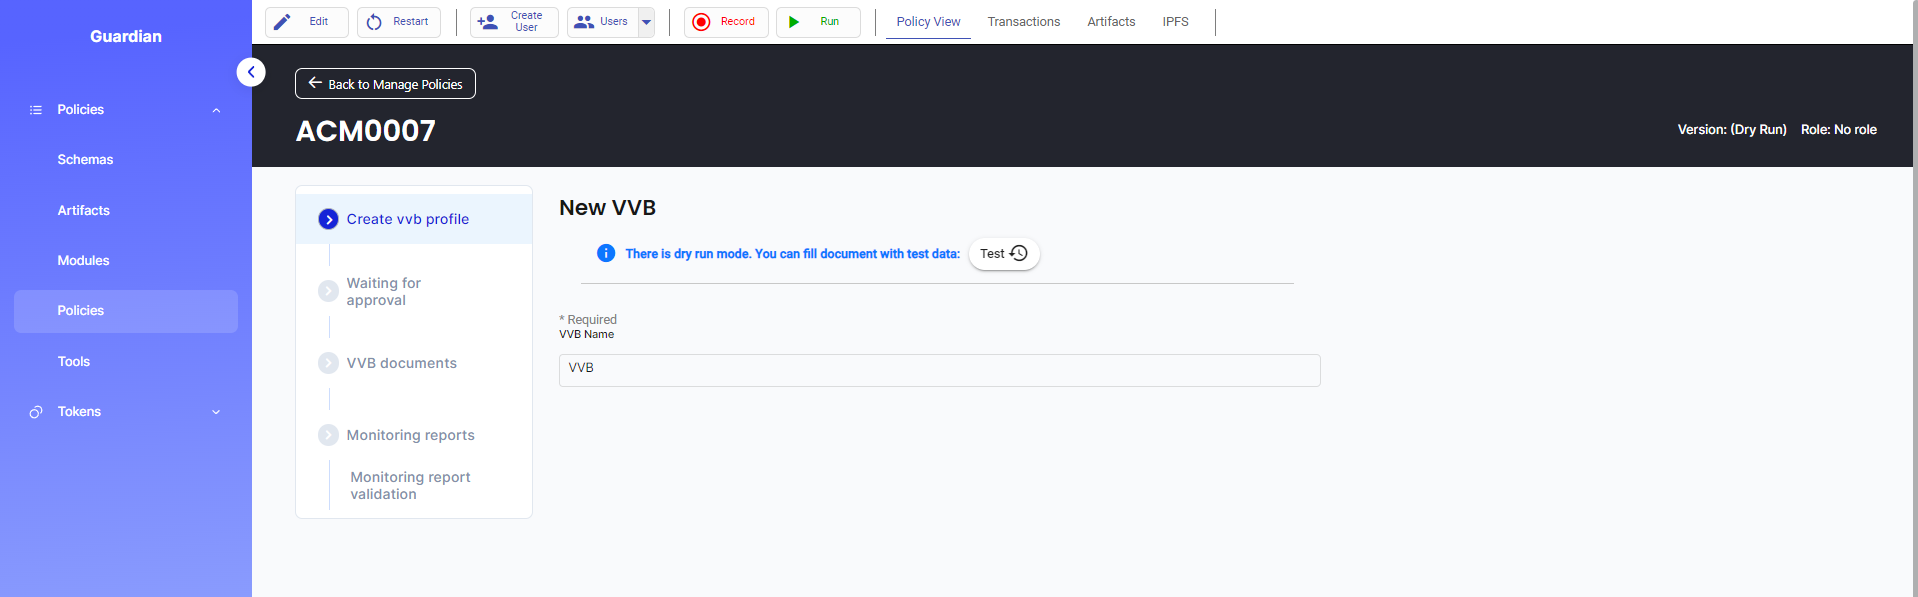 Guardian
Policies
Schemas
Artifacts
Modules
Policies
Tools
Tokens
Edit
Restart
Create
User
Users
Record
Run
Policy View
Transactions
Artifacts
IPFS
Back to Manage Policies
ACM0007
Version: (Dry Run) Role: No role
Create vvb profile
Waiting for
approval
VVB documents
Monitoring reports
Monitoring report
validation
New VVB
There is dry run mode. You can fill document with test data:
Test
* Required
VVB Name
VVB